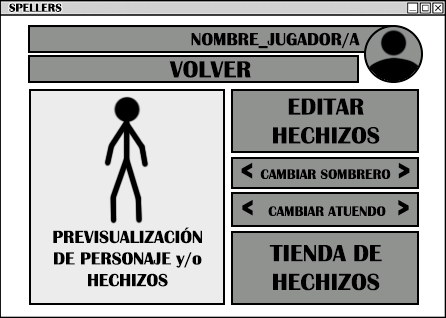 SPELLERS
NOMBRE_JUGADOR/A
VOLVER
PREVISUALIZACIÓN
DE PERSONAJE y/o
HECHIZOS
EDITAR
HECHIZOS
< CAMBIAR SOMBRERO >
< CAMBIAR ATUENDO >
TIENDA DE
HECHIZOS